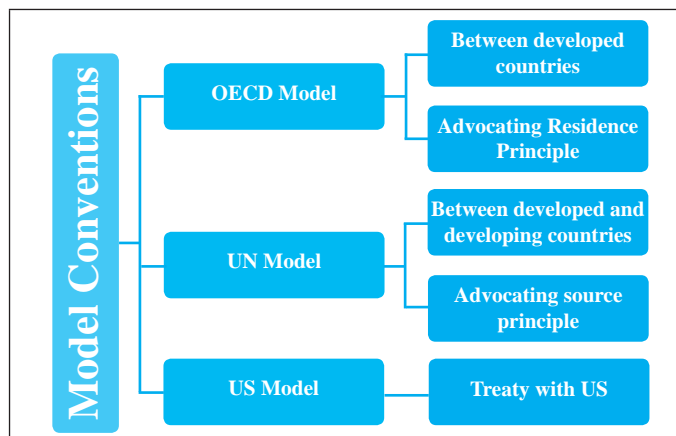 Model Conventions
OECD Model
Between developed
countries
Advocating Residence
Principle
UN Model
Between developed and
developing countries
Advocating source
principle
US Model
Treaty with US